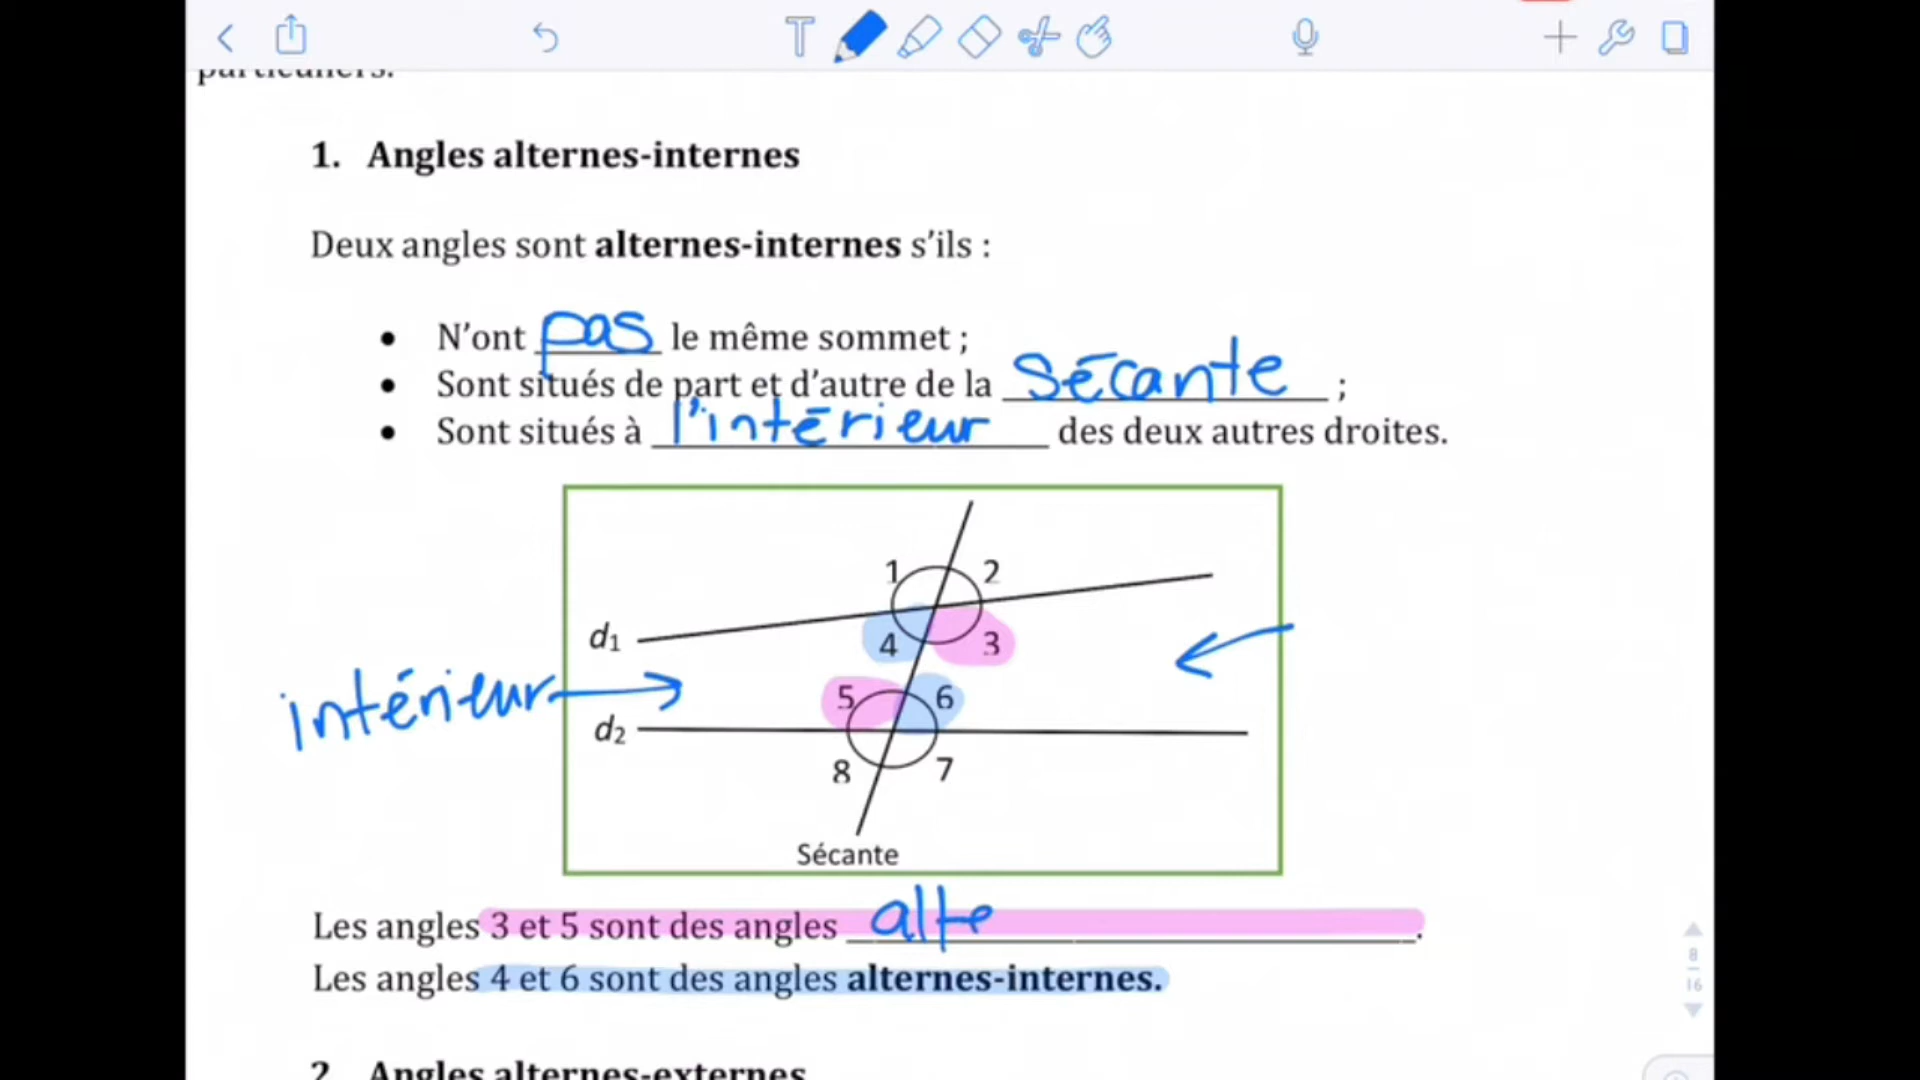 particuliers.
1. Angles alternes-internes
Deux angles sont alternes-internes s'ils :
• N'ont pas le même sommet ;
• Sont situés de part et d'autre de la sécante ;
• Sont situés à l'intérieur des deux autres droites.
1 2
d1 4 3
intérieur 5 6
d2
8 7
Sécante
Les angles 3 et 5 sont des angles alte.
Les angles 4 et 6 sont des angles alternes-internes.
8
16
2. Angles alternes-externes